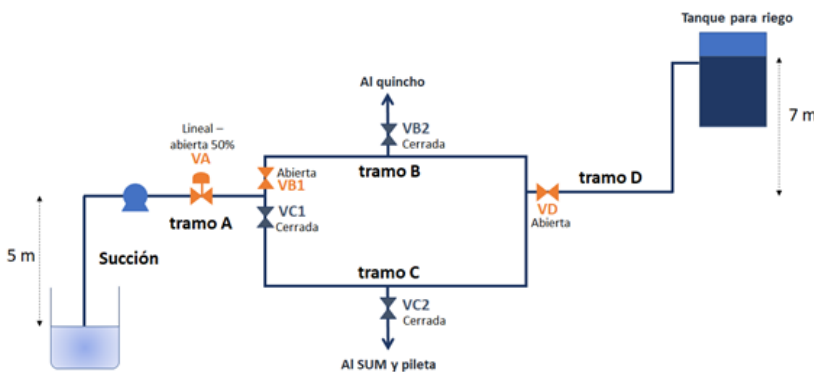 Tanque para riego
Al quincho
7 m
Lineal –
abierta 50%
VA
VB2
Cerrada
Abierta
VB1
tramo B
tramo D
tramo A
VC1
Cerrada
VD
Abierta
5 m
Succión
tramo C
VC2
Cerrada
Al SUM y pileta